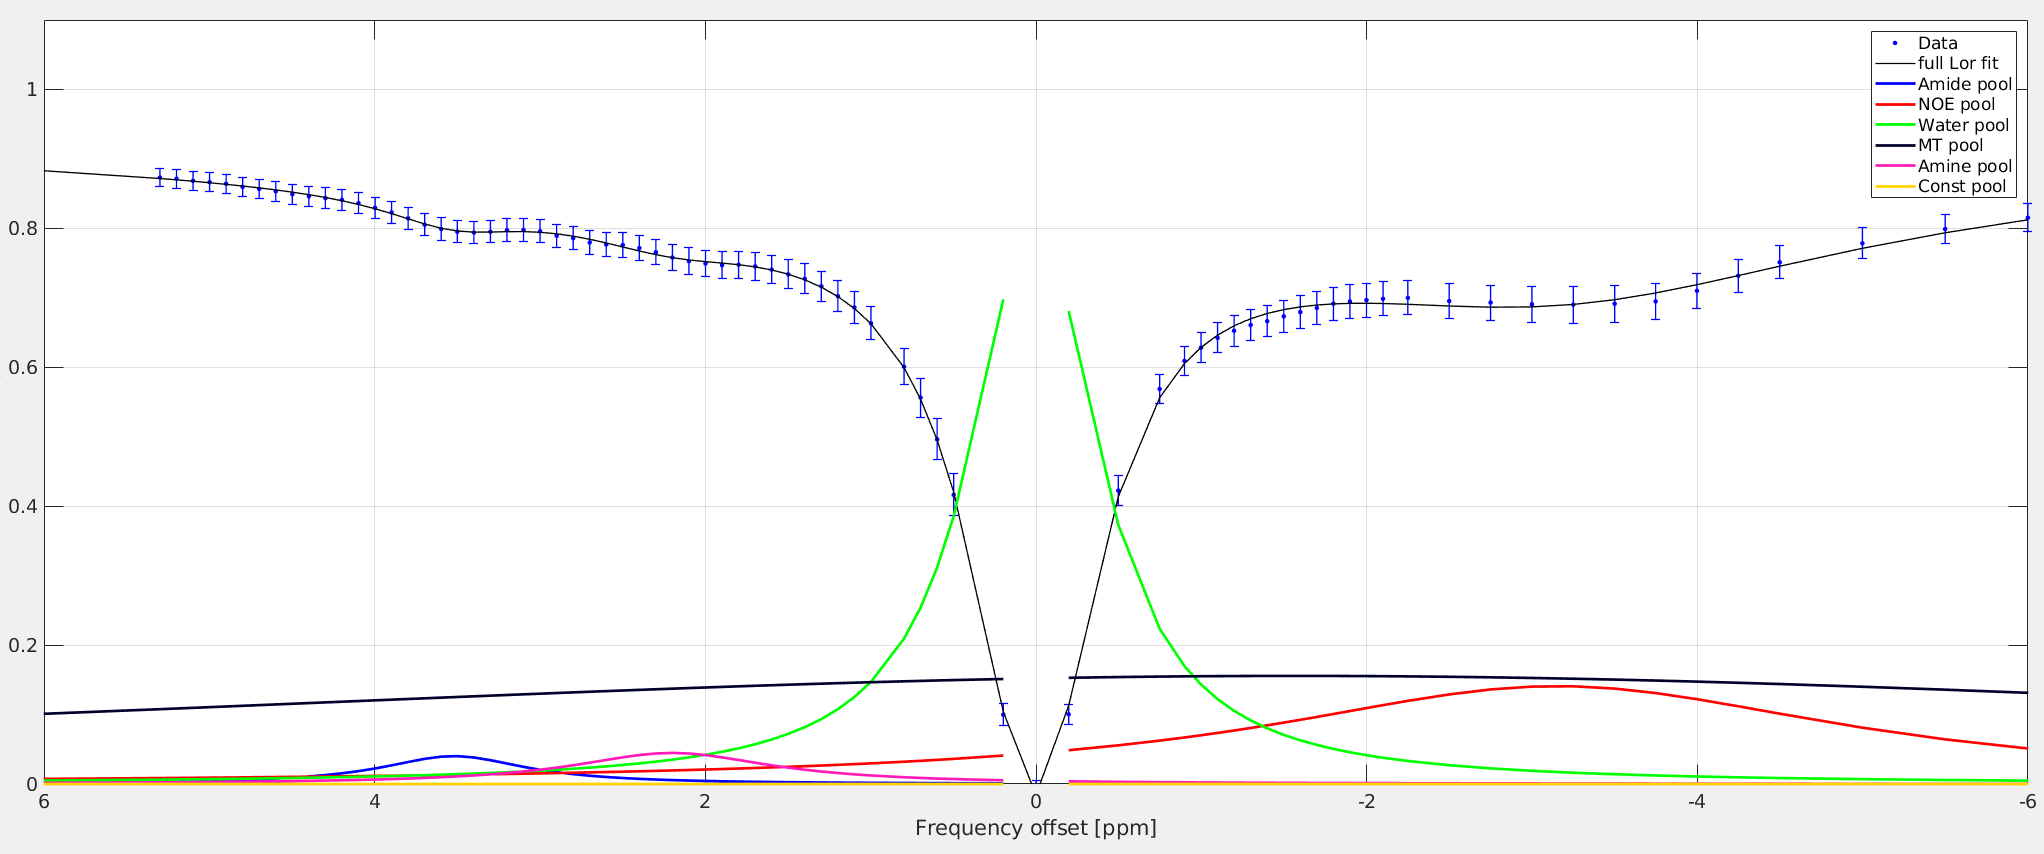 1
0.8
0.6
0.4
0.2
0
6
4
2
0
-2
-4
-6
Frequency offset [ppm]
Data
full Lor fit
Amide pool
NOE pool
Water pool
MT pool
Amine pool
Const pool